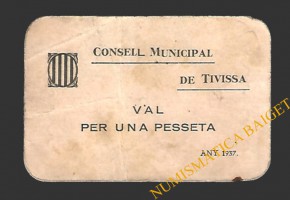 CONSELL MUNICIPAL
DE TIVISSA
VAL
PER UNA PESSETA
ANY 1937.
NUMISMATICA BAIGET